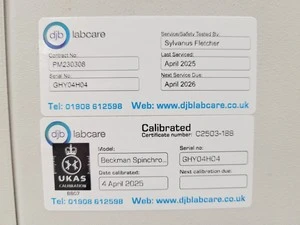 djb labcare
Service/Safety Tested By:
Sylvanus Fletcher
Contract No:
PM230308
Last Serviced:
April 2025
Serial No:
GHY04H04
Next Service Due
April 2026
Tel: 01908 612598 Web: www.djblabcare.co.uk
djb labcare
Calibrated
Certificate number: C2503-188
UKAS
CALIBRATION
Model:
Beckman Spinchro...
Serial no:
GHY04H04
Date calibrated:
4 April 2025
Next calibration due:
Tel: 01908 612598 Web: www.djblabcare.co.uk